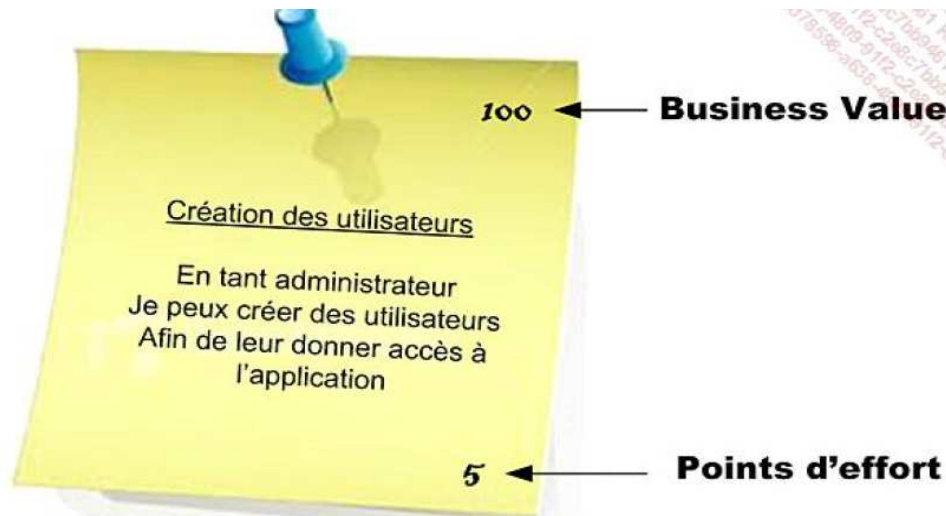 100
Business Value
Création des utilisateurs
En tant administrateur
Je peux créer des utilisateurs
Afin de leur donner accès à
l'application
5
Points d'effort